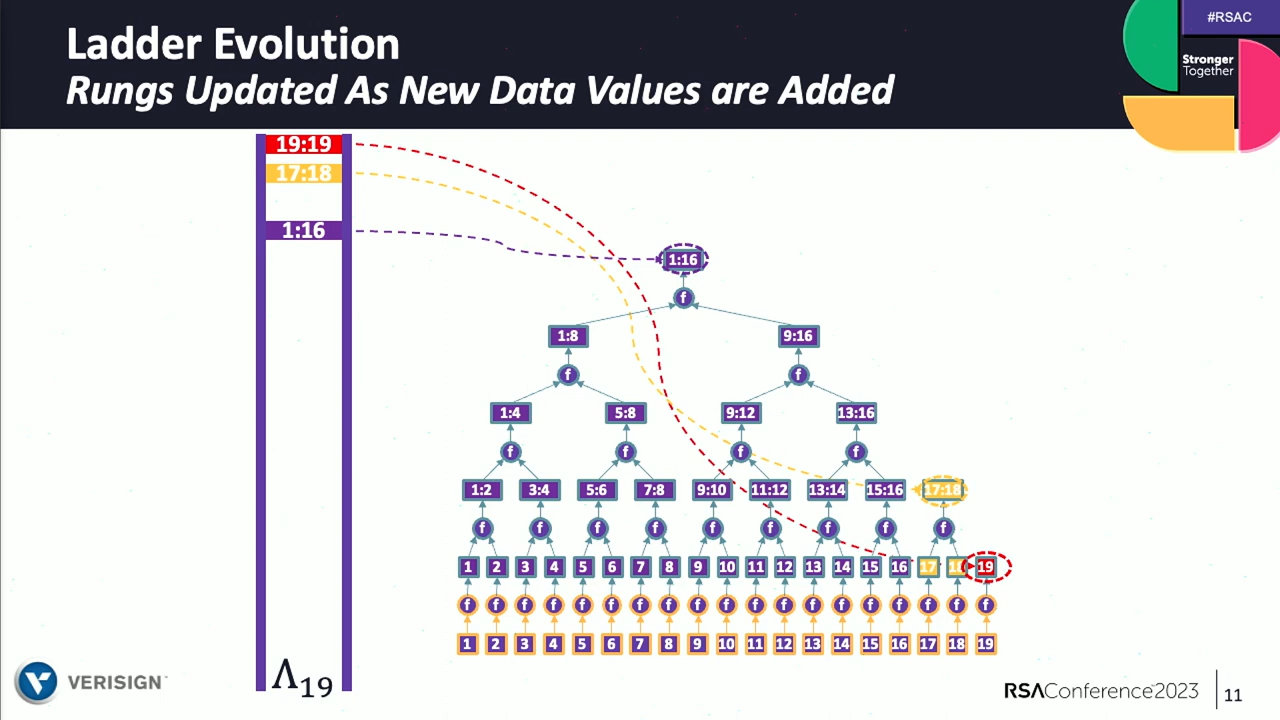 Ladder Evolution
Rungs Updated As New Data Values are Added
#RSAC
Stronger
Together
19:19
17:18
1:16
1:16
f
1:8 9:16
f f
1:4 5:8 9:12 13:16
f f f f
1:2 3:4 5:6 7:8 9:10 11:12 13:14 15:16 17:18
f f f f f f f f f
1 2 3 4 5 6 7 8 9 10 11 12 13 14 15 16 17 18 19
f f f f f f f f f f f f f f f f f f f
1 2 3 4 5 6 7 8 9 10 11 12 13 14 15 16 17 18 19
Λ19
VERISIGN
RSAConference2023
11